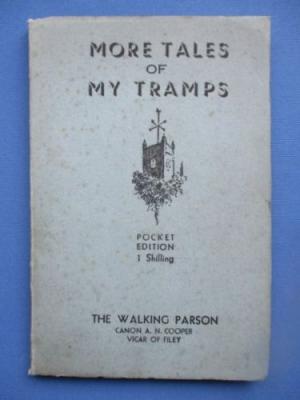 MORE TALES
OF
MY TRAMPS
POCKET
EDITION
1 Shilling
THE WALKING PARSON
CANON A. N. COOPER
VICAR OF FILEY